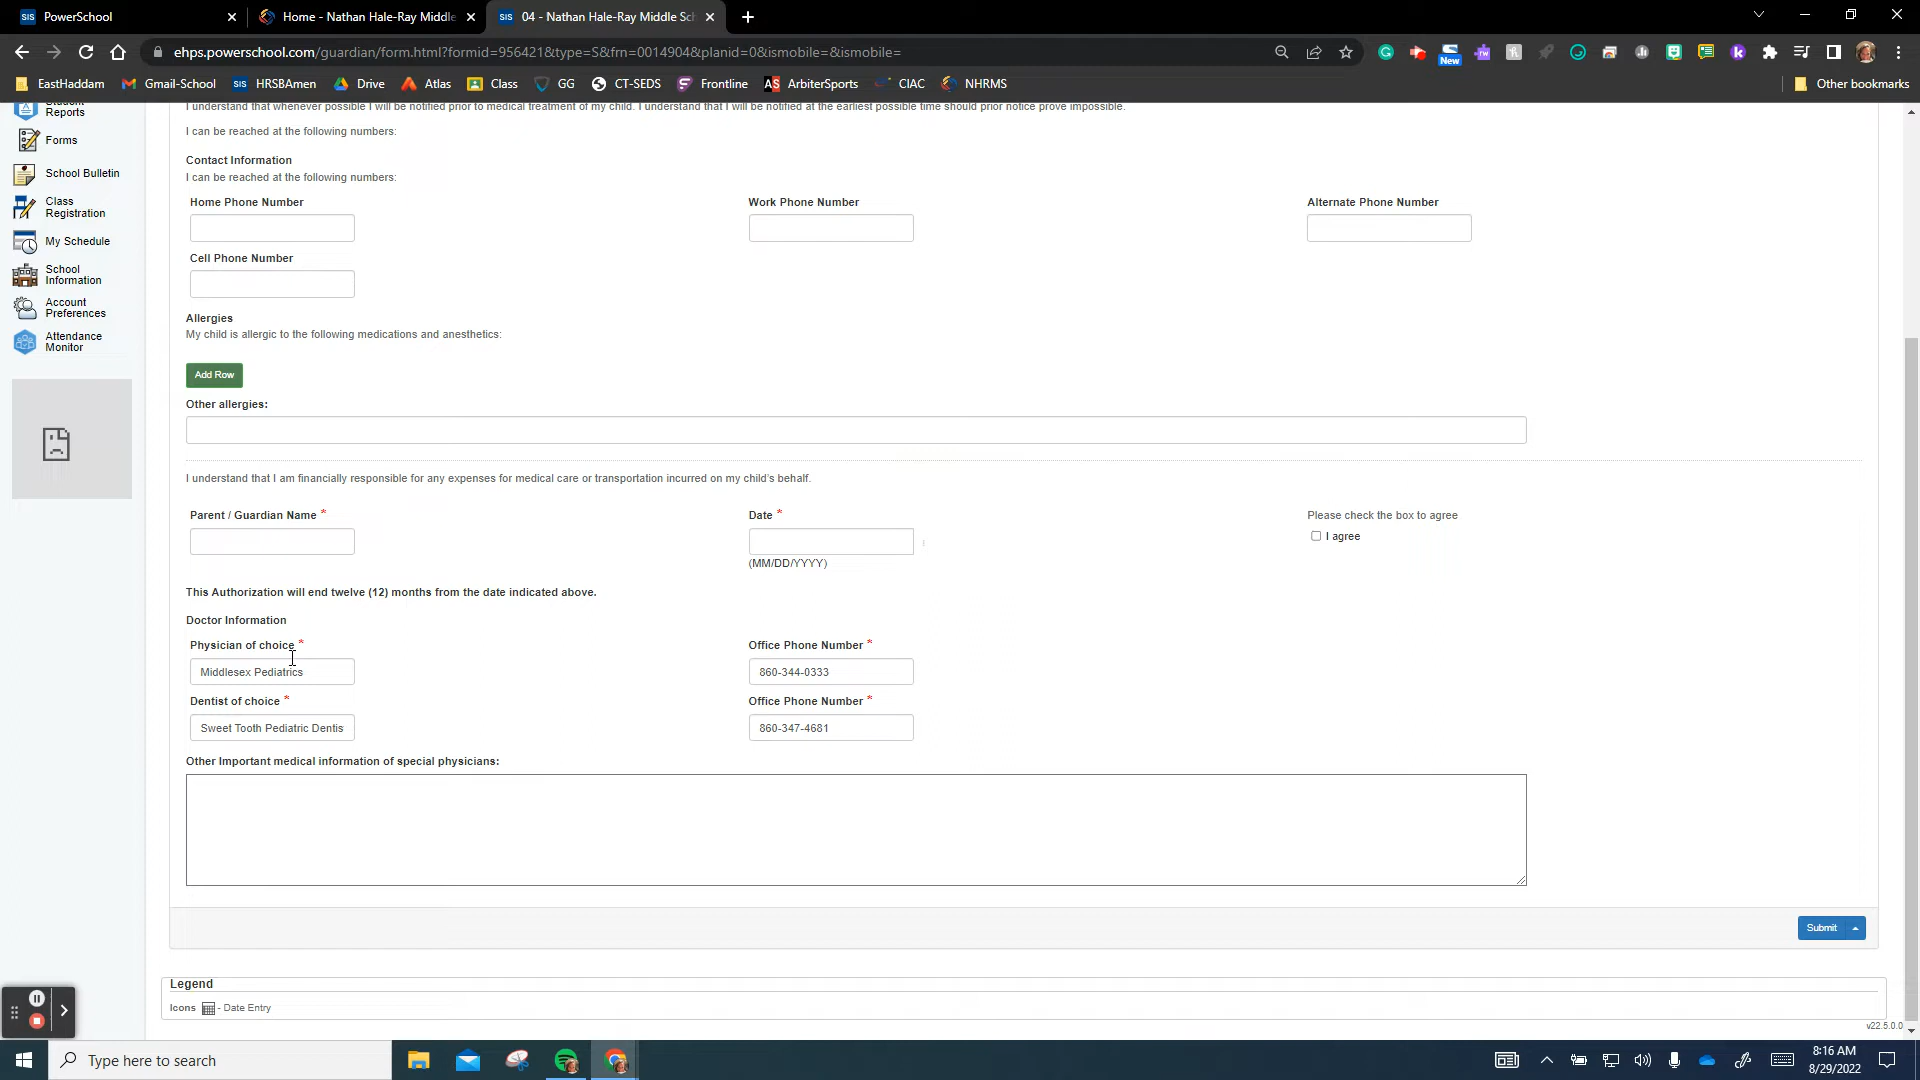 PowerSchool
Home - Nathan Hale-Ray Middle
04 - Nathan Hale-Ray Middle Sch
ehps.powerschool.com/guardian/form.html?formid=956421&type=S&frn=0014904&planid=0&ismobile=&ismobile=
New
EastHaddam
Gmail-School
SIS
HRSBAmen
Drive
Atlas
Class
GG
CT-SEDS
Frontline
ArbiterSports
CIAC
NHRMS
Other bookmarks
Student
Reports
Forms
School Bulletin
Class
Registration
My Schedule
School
Information
Account
Preferences
Attendance
Monitor
I understand that whenever possible I will be notified prior to medical treatment of my child. I understand that I will be notified at the earliest possible time should prior notice prove impossible.
I can be reached at the following numbers:
Contact Information
I can be reached at the following numbers:
Home Phone Number
Work Phone Number
Alternate Phone Number
Cell Phone Number
Allergies
My child is allergic to the following medications and anesthetics:
Add Row
Other allergies:
I understand that I am financially responsible for any expenses for medical care or transportation incurred on my child's behalf.
Parent / Guardian Name *
Date *
Please check the box to agree
I agree
(MM/DD/YYYY)
This Authorization will end twelve (12) months from the date indicated above.
Doctor Information
Physician of choice *
Office Phone Number *
Middlesex Pediatrics
860-344-0333
Dentist of choice *
Office Phone Number *
Sweet Tooth Pediatric Dentis
860-347-4681
Other Important medical information of special physicians:
Submit
Legend
Icons - Date Entry
v22.5.0.0
Type here to search
8:16 AM
8/29/2022